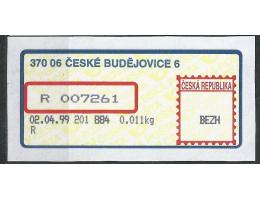 370 06 ČESKÉ BUDĚJOVICE 6
R 007261
ČESKÁ REPUBLIKA
02.04.99 201 884 0.011kg
BEZH
R